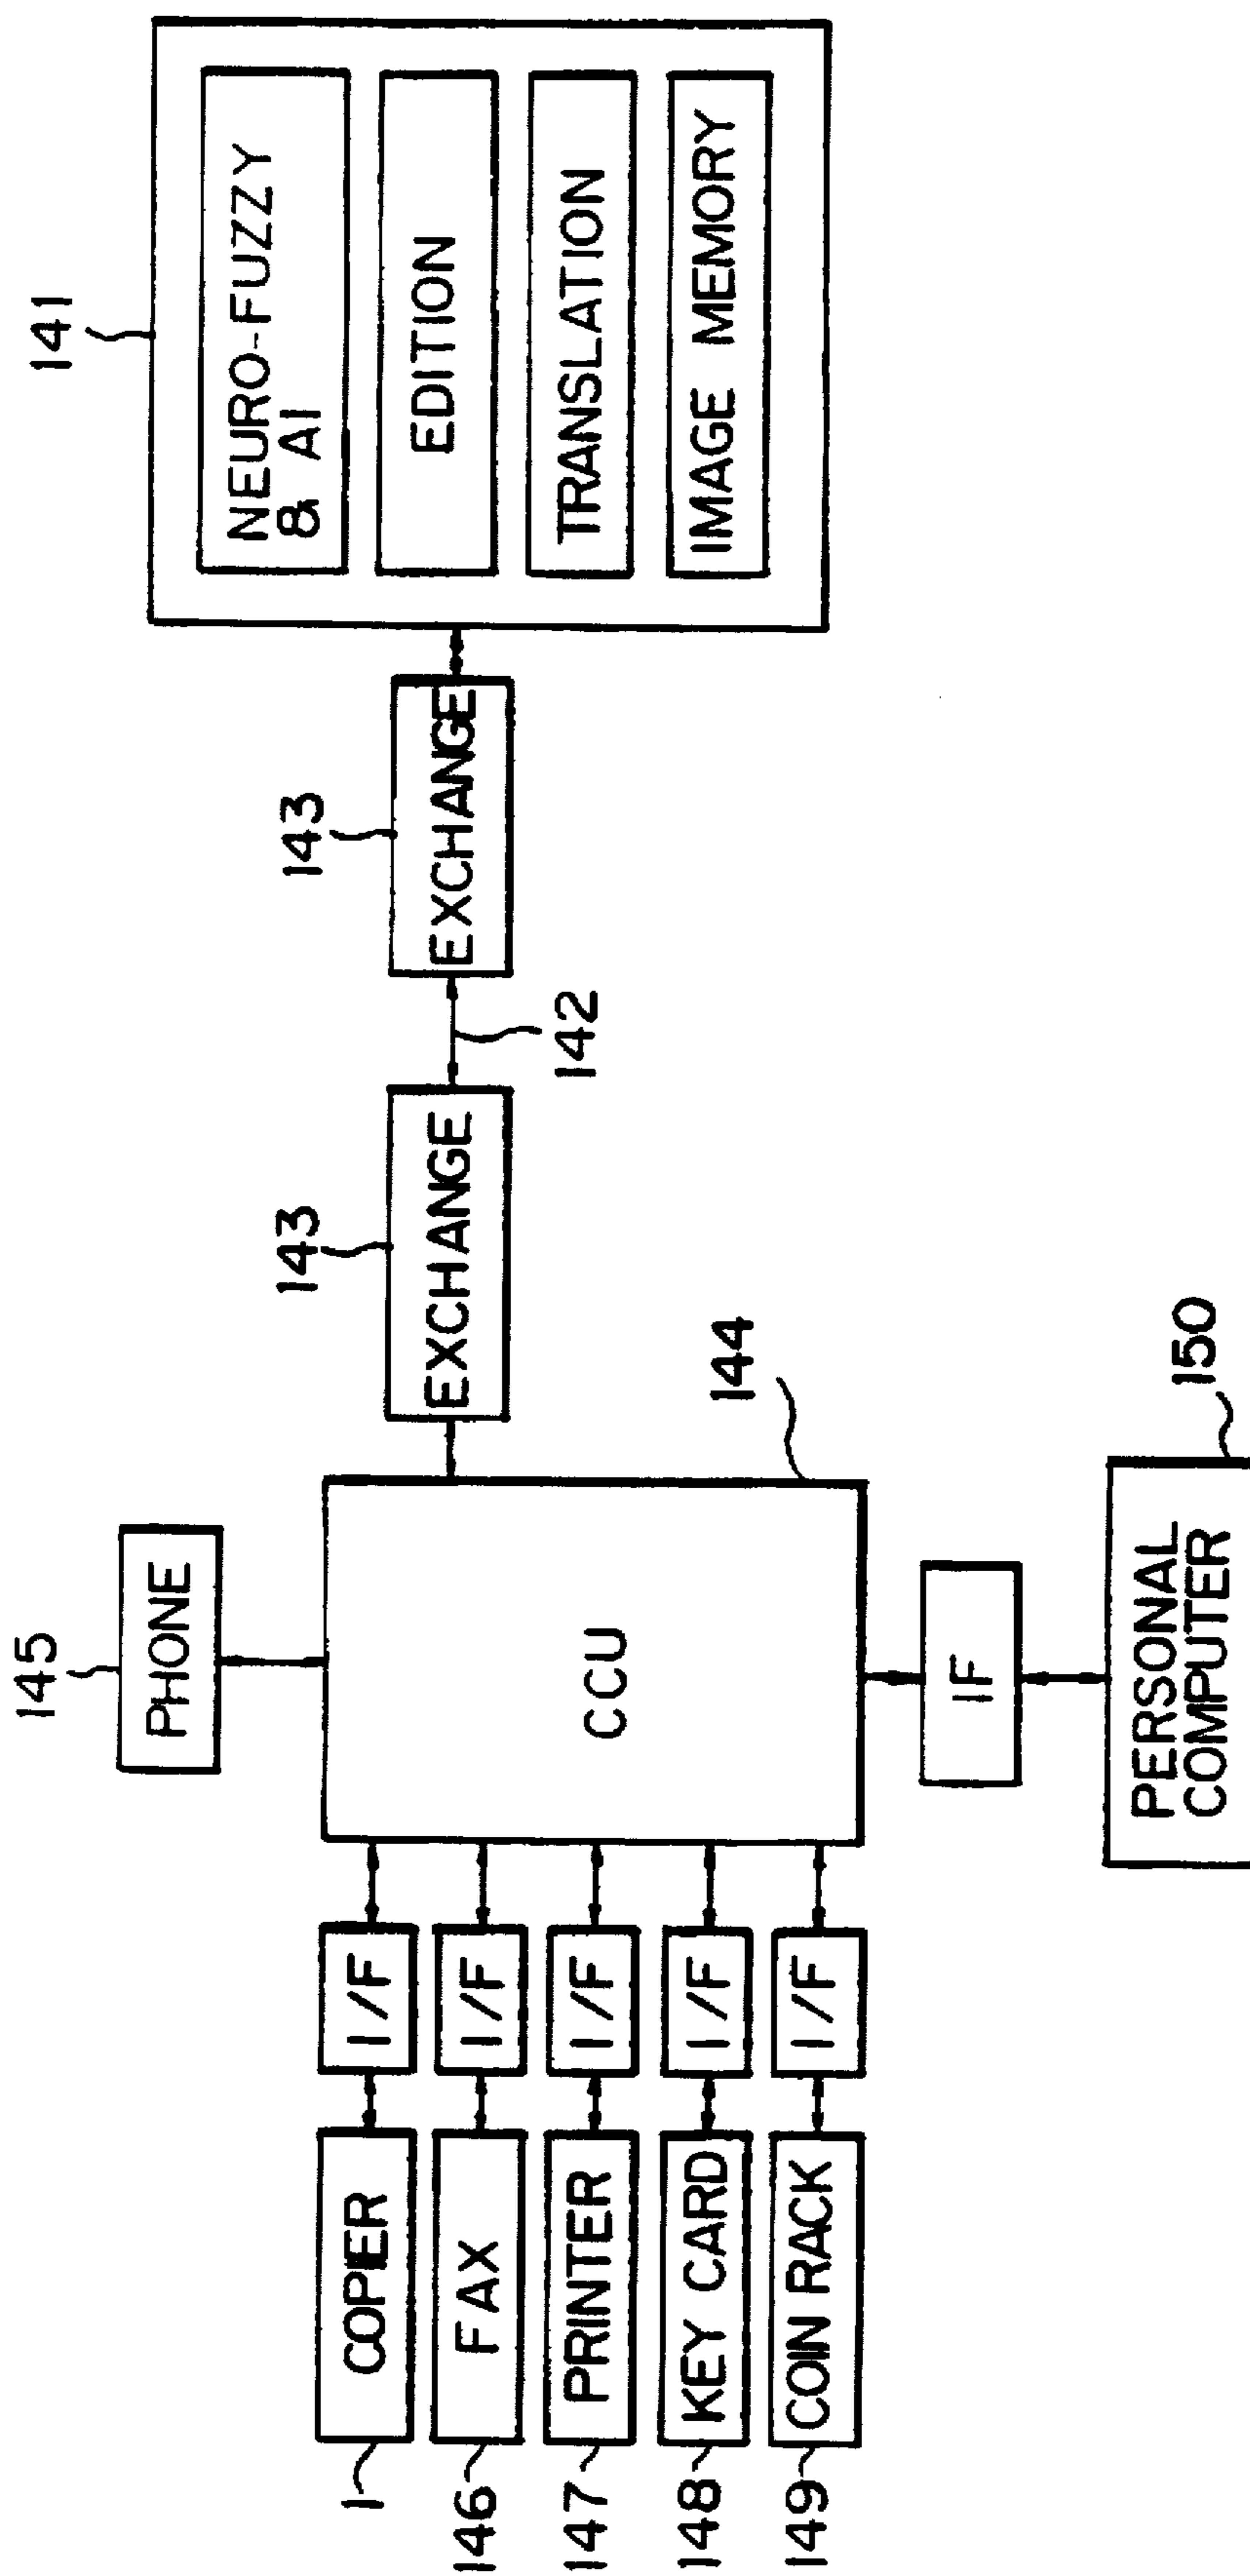 141
NEURO-FUZZY
& AI
EDITION
TRANSLATION
IMAGE MEMORY
143
EXCHANGE
142
143
EXCHANGE
145
PHONE
144
CCU
IF
150
PERSONAL
COMPUTER
I/F
I/F
I/F
I/F
I/F
COPIER
FAX
PRINTER
KEY CARD
COIN RACK
1
146
147
148
149